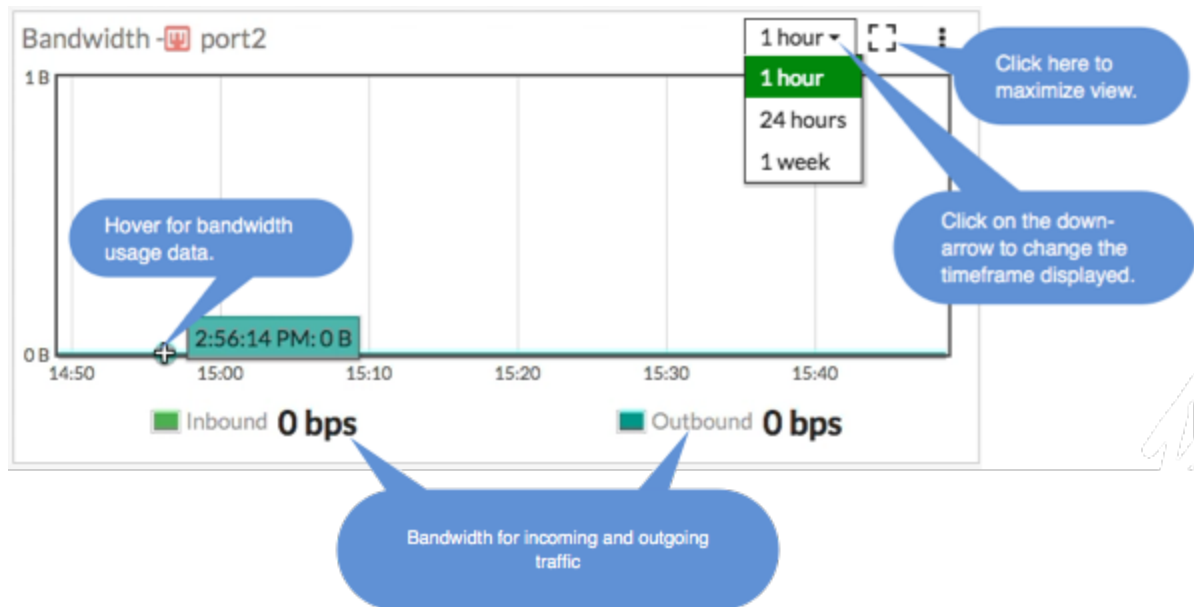 Bandwidth - port2
1 hour
1 hour
24 hours
1 week
Click here to
maximize view.
1 B
Hover for bandwidth
usage data.
Click on the down-
arrow to change the
timeframe displayed.
2:56:14 PM: 0 B
0 B
14:50 15:00 15:10 15:20 15:30 15:40
Inbound 0 bps Outbound 0 bps
Bandwidth for incoming and outgoing
traffic